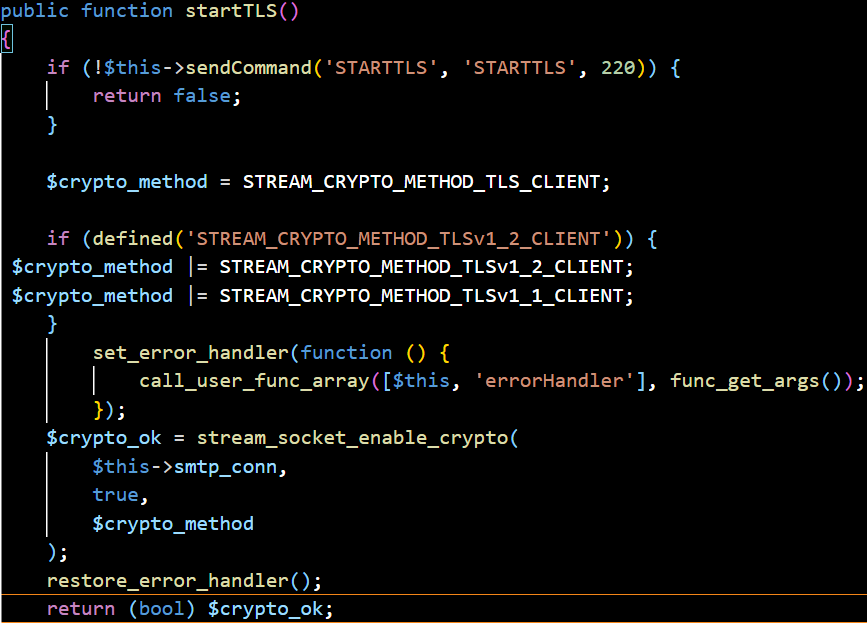 public function startTLS()
{
if (!$this->sendCommand('STARTTLS', 'STARTTLS', 220)) {
return false;
}
$crypto_method = STREAM_CRYPTO_METHOD_TLS_CLIENT;
if (defined('STREAM_CRYPTO_METHOD_TLSv1_2_CLIENT')) {
$crypto_method |= STREAM_CRYPTO_METHOD_TLSv1_2_CLIENT;
$crypto_method |= STREAM_CRYPTO_METHOD_TLSv1_1_CLIENT;
}
set_error_handler(function () {
call_user_func_array([$this, 'errorHandler'], func_get_args());
});
$crypto_ok = stream_socket_enable_crypto(
$this->smtp_conn,
true,
$crypto_method
);
restore_error_handler();
return (bool) $crypto_ok;